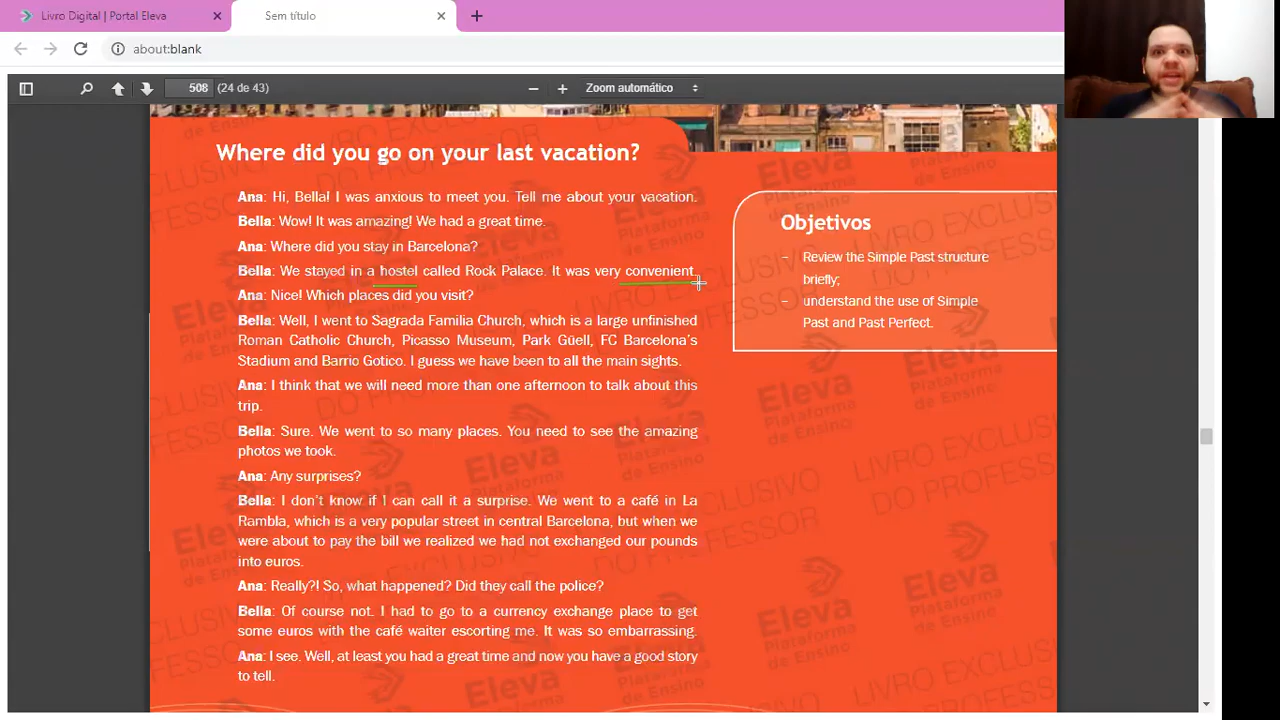 Livro Digital | Portal Eleva
Sem título
about:blank
508 (24 de 43)
Zoom automático
Where did you go on your last vacation?
Ana: Hi, Bella! I was anxious to meet you. Tell me about your vacation.
Bella: Wow! It was amazing! We had a great time.
Ana: Where did you stay in Barcelona?
Bella: We stayed in a hostel called Rock Palace. It was very convenient.
Ana: Nice! Which places did you visit?
Bella: Well, I went to Sagrada Familia Church, which is a large unfinished
Roman Catholic Church, Picasso Museum, Park Güell, FC Barcelona's
Stadium and Barrio Gotico. I guess we have been to all the main sights.
Ana: I think that we will need more than one afternoon to talk about this
trip.
Bella: Sure. We went to so many places. You need to see the amazing
photos we took.
Ana: Any surprises?
Bella: I don't know if I can call it a surprise. We went to a café in La
Rambla, which is a very popular street in central Barcelona, but when we
were about to pay the bill we realized we had not exchanged our pounds
into euros.
Ana: Really?! So, what happened? Did they call the police?
Bella: Of course not. I had to go to a currency exchange place to get
some euros with the café waiter escorting me. It was so embarrassing.
Ana: I see. Well, at least you had a great time and now you have a good story
to tell.
Objetivos
– Review the Simple Past structure
briefly;
– understand the use of Simple
Past and Past Perfect.
Eleva
Plataforma
de Ensino
LIVRO EXCLUSIVO
DO PROFESSOR